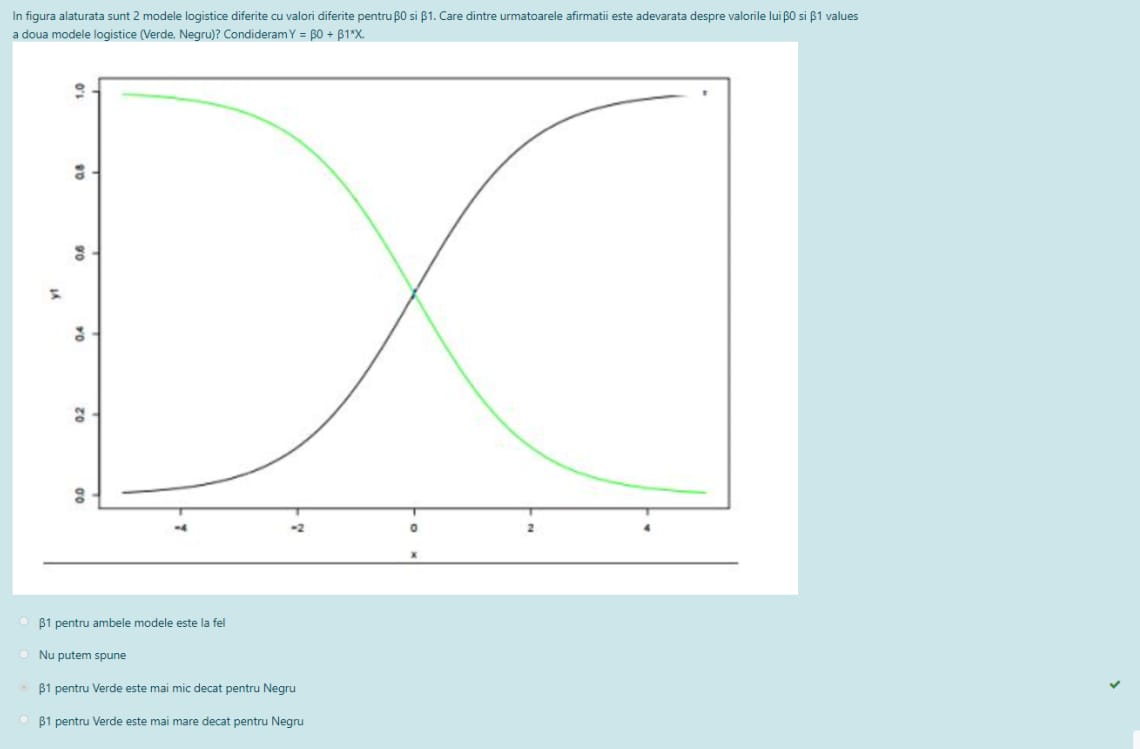 In figura alaturata sunt 2 modele logistice diferite cu valori diferite pentru β0 si β1. Care dintre urmatoarele afirmatii este adevarata despre valorile lui β0 si β1 values
a doua modele logistice (Verde, Negru)? Condideram Y = β0 + β1*X.
1.0
0.8
0.6
y1
0.4
0.2
0.0
-4 -2 0 2 4
x
β1 pentru ambele modele este la fel
Nu putem spune
β1 pentru Verde este mai mic decat pentru Negru
β1 pentru Verde este mai mare decat pentru Negru